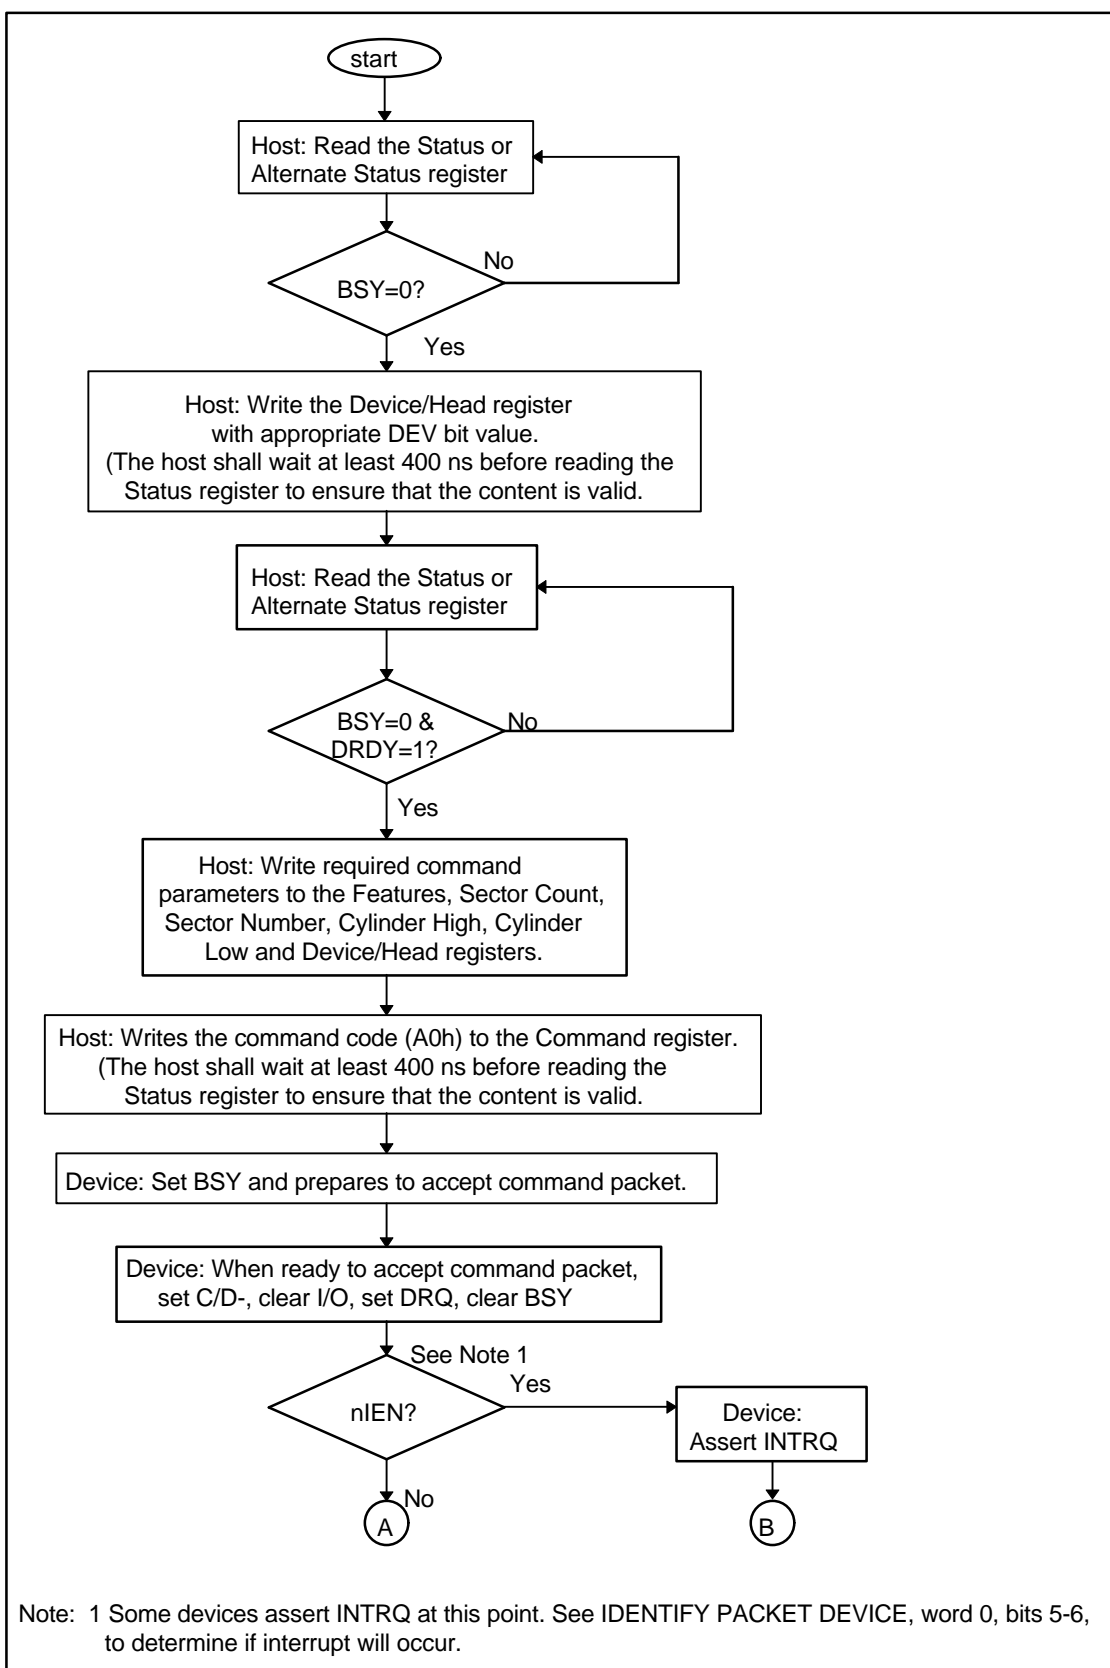 start
Host: Read the Status or
Alternate Status register
No
BSY=0?
Yes
Host: Write the Device/Head register
with appropriate DEV bit value.
(The host shall wait at least 400 ns before reading the
Status register to ensure that the content is valid.
Host: Read the Status or
Alternate Status register
BSY=0 &
No
DRDY=1?
Yes
Host: Write required command
parameters to the Features, Sector Count,
Sector Number, Cylinder High, Cylinder
Low and Device/Head registers.
Host: Writes the command code (A0h) to the Command register.
(The host shall wait at least 400 ns before reading the
Status register to ensure that the content is valid.
Device: Set BSY and prepares to accept command packet.
Device: When ready to accept command packet,
set C/D-, clear I/O, set DRQ, clear BSY
See Note 1
Yes
nIEN?
Device:
Assert INTRQ
No
A
B
Note: 1 Some devices assert INTRQ at this point. See IDENTIFY PACKET DEVICE, word 0, bits 5-6,
to determine if interrupt will occur.